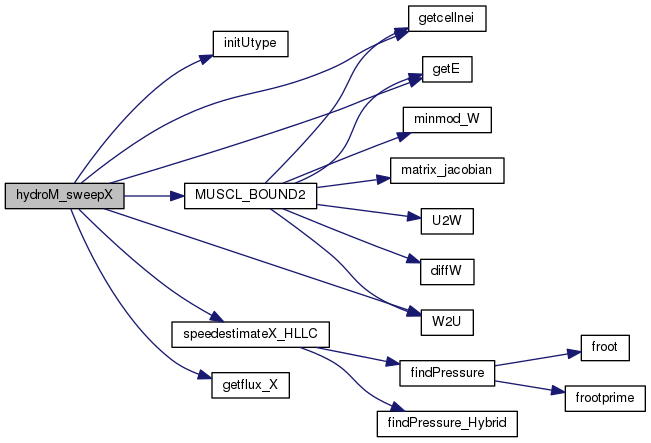 getcellnei
initUtype
getE
minmod_W
matrix_jacobian
hydroM_sweepX
MUSCL_BOUND2
U2W
diffW
W2U
speedestimateX_HLLC
froot
findPressure
getflux_X
frootprime
findPressure_Hybrid